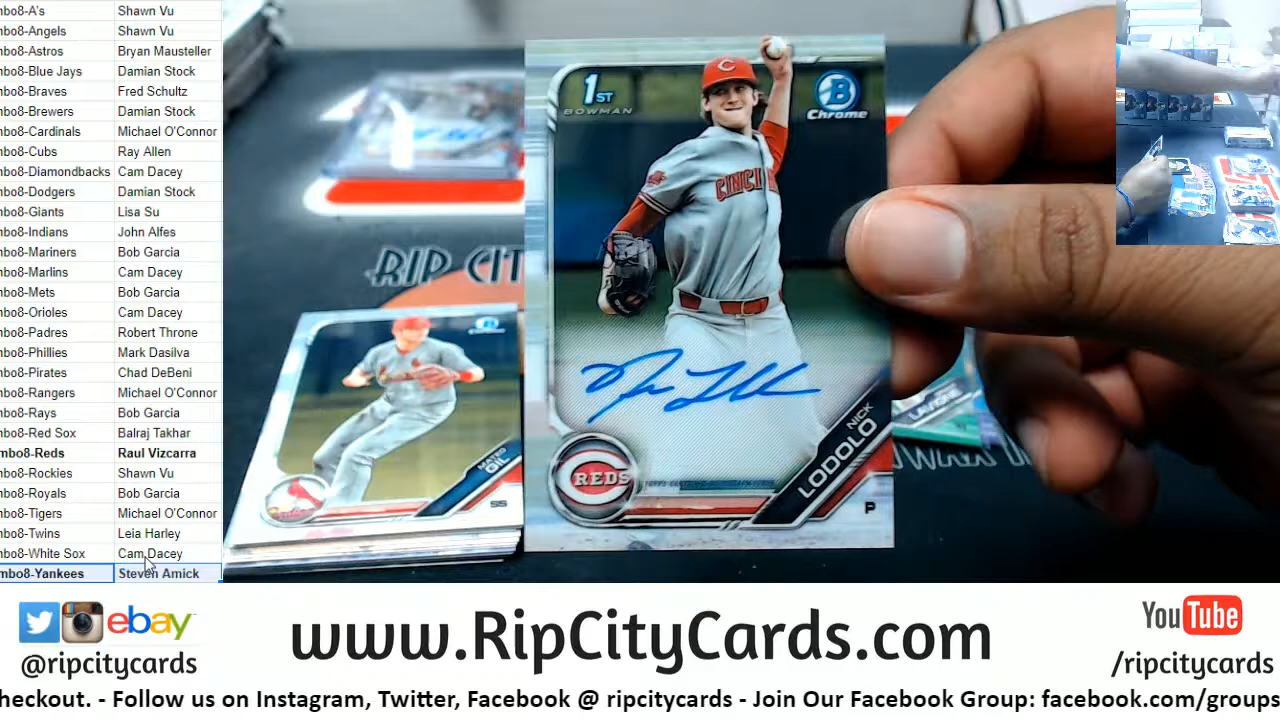 mbo8-A's Shawn Vu
mbo8-Angels Shawn Vu
mbo8-Astros Bryan Mausteller
mbo8-Blue Jays Damian Stock
mbo8-Braves Fred Schultz
mbo8-Brewers Damian Stock
mbo8-Cardinals Michael O'Connor
mbo8-Cubs Ray Allen
mbo8-Diamondbacks Cam Dacey
mbo8-Dodgers Damian Stock
mbo8-Giants Lisa Su
mbo8-Indians John Alfes
mbo8-Mariners Bob Garcia
mbo8-Marlins Cam Dacey
mbo8-Mets Bob Garcia
mbo8-Orioles Cam Dacey
mbo8-Padres Robert Throne
mbo8-Phillies Mark Dasilva
mbo8-Pirates Chad DeBeni
mbo8-Rangers Michael O'Connor
mbo8-Rays Bob Garcia
mbo8-Red Sox Balraj Takhar
mbo8-Reds Raul Vizcarra
mbo8-Rockies Shawn Vu
mbo8-Royals Bob Garcia
mbo8-Tigers Michael O'Connor
mbo8-Twins Leia Harley
mbo8-White Sox Cam Dacey
mbo8-Yankees Steven Amick
1ST
BOWMAN
B
Chrome
C
CINCI
NICK
LODOLO
P
C REDS
RIP CIT
MATEO
GIL
SS
ebay
@ripcitycards
www.RipCityCards.com
YouTube
/ripcitycards
checkout. - Follow us on Instagram, Twitter, Facebook @ ripcitycards - Join Our Facebook Group: facebook.com/groups